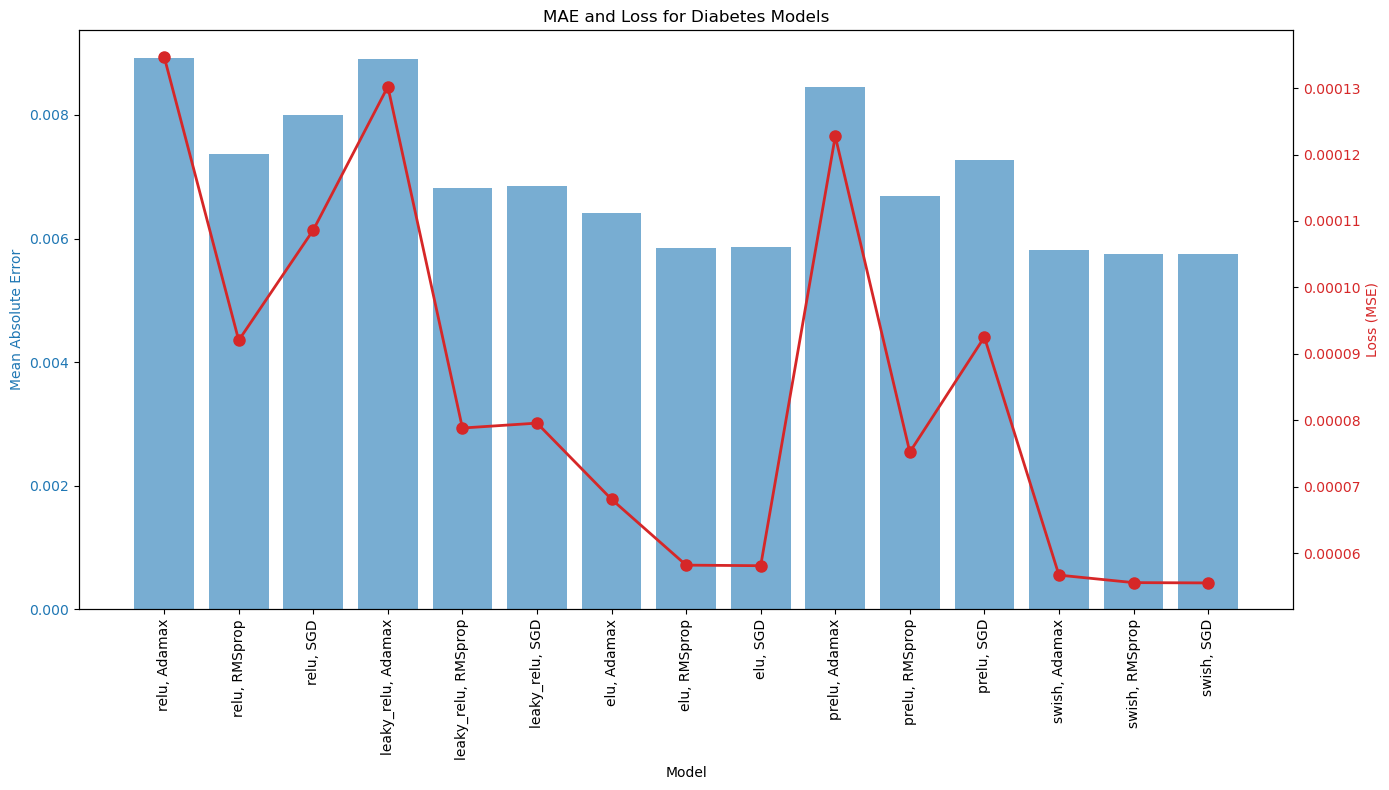 MAE and Loss for Diabetes Models
Mean Absolute Error
0.008
0.006
0.004
0.002
0.000
0.00013
0.00012
0.00011
0.00010
0.00009
0.00008
0.00007
0.00006
Loss (MSE)
relu, Adamax
relu, RMSprop
relu, SGD
leaky_relu, Adamax
leaky_relu, RMSprop
leaky_relu, SGD
elu, Adamax
elu, RMSprop
elu, SGD
prelu, Adamax
prelu, RMSprop
prelu, SGD
swish, Adamax
swish, RMSprop
swish, SGD
Model